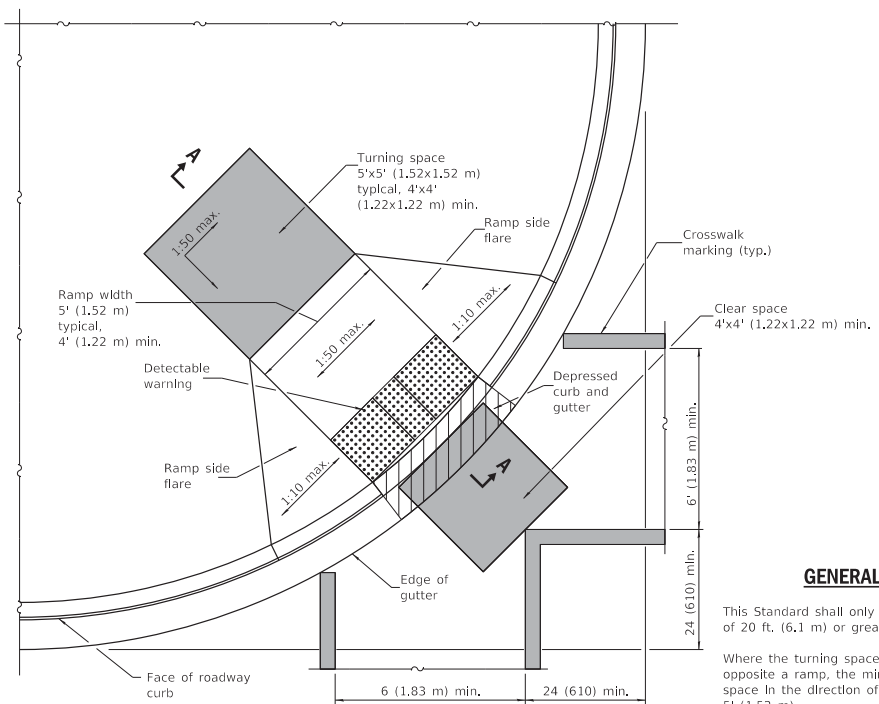 A
Turning space
5'x5' (1.52x1.52 m)
typical, 4'x4'
(1.22x1.22 m) min.
Ramp side
flare
Crosswalk
marking (typ.)
1:50 max.
Ramp width
5' (1.52 m)
typical,
4' (1.22 m) min.
1:10 max.
Clear space
4'x4' (1.22x1.22 m) min.
1:50 max.
Detectable
warning
Depressed
curb and
gutter
Ramp side
flare
1:10 max.
A
6' (1.83 m) min.
Edge of
gutter
24 (610) min.
Face of roadway
curb
6 (1.83 m) min.
24 (610) min.
GENERAL
This Standard shall only
of 20 ft. (6.1 m) or grea
Where the turning space
opposite a ramp, the min
space in the direction of
5' (1.52 m)